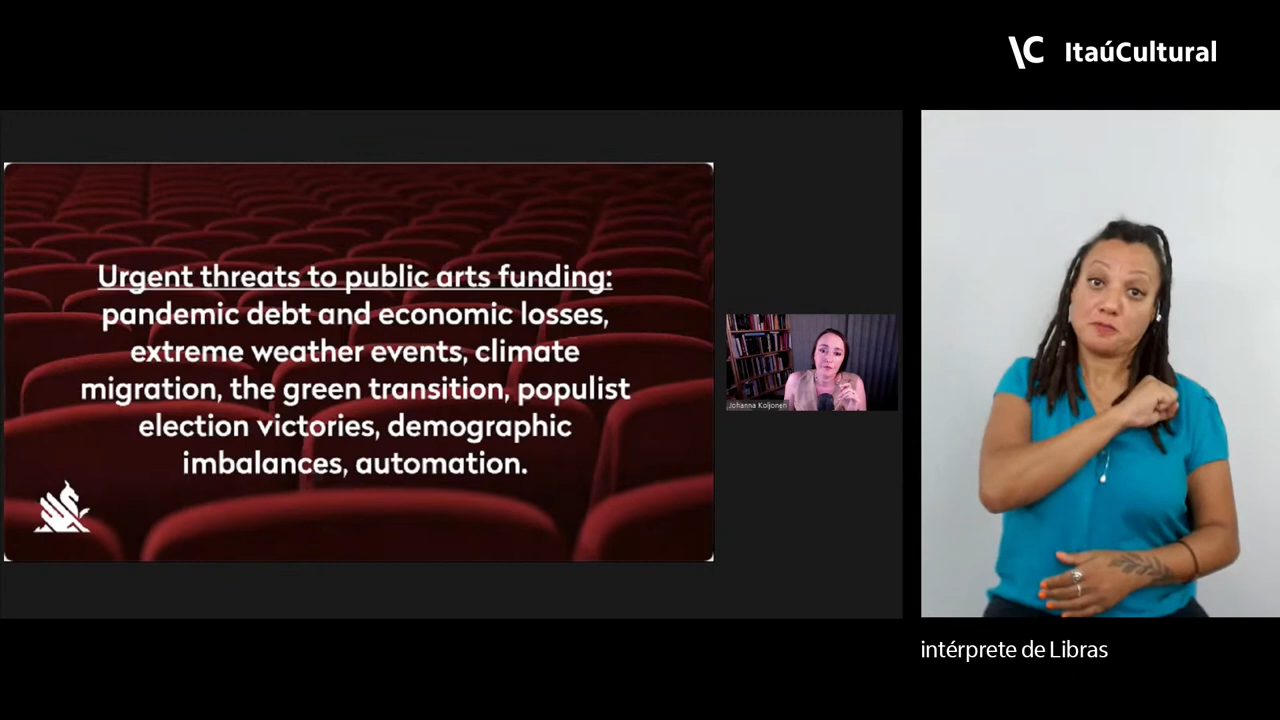 \C ItaúCultural
Urgent threats to public arts funding:
pandemic debt and economic losses,
extreme weather events, climate
migration, the green transition, populist
election victories, demographic
imbalances, automation.
Johanna Koljonen
intérprete de Libras